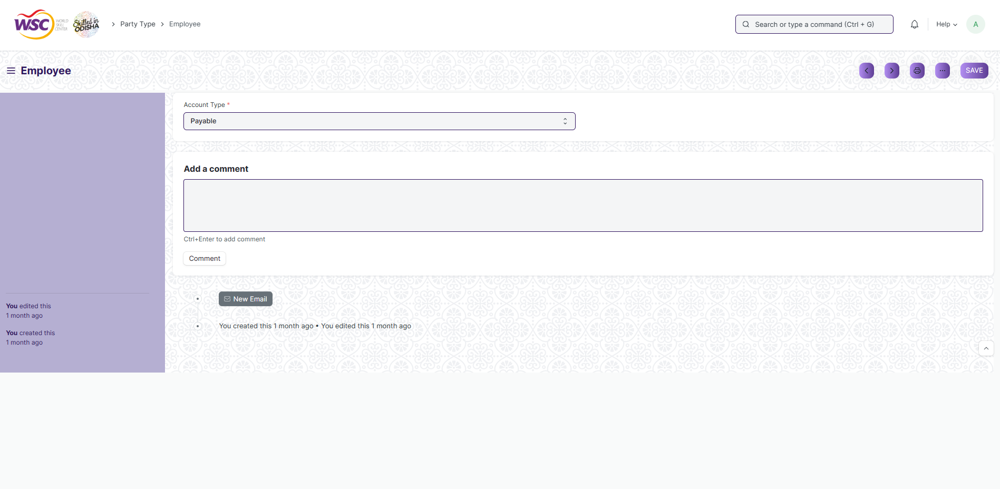 WSC
WORLD
SKILL
CENTER
Skilled in
ODISHA
Party Type
Employee
Search or type a command (Ctrl + G)
Help
A
Employee
SAVE
Account Type *
Payable
Add a comment
Ctrl+Enter to add comment
Comment
New Email
You edited this
1 month ago
You created this
1 month ago
You created this 1 month ago • You edited this 1 month ago